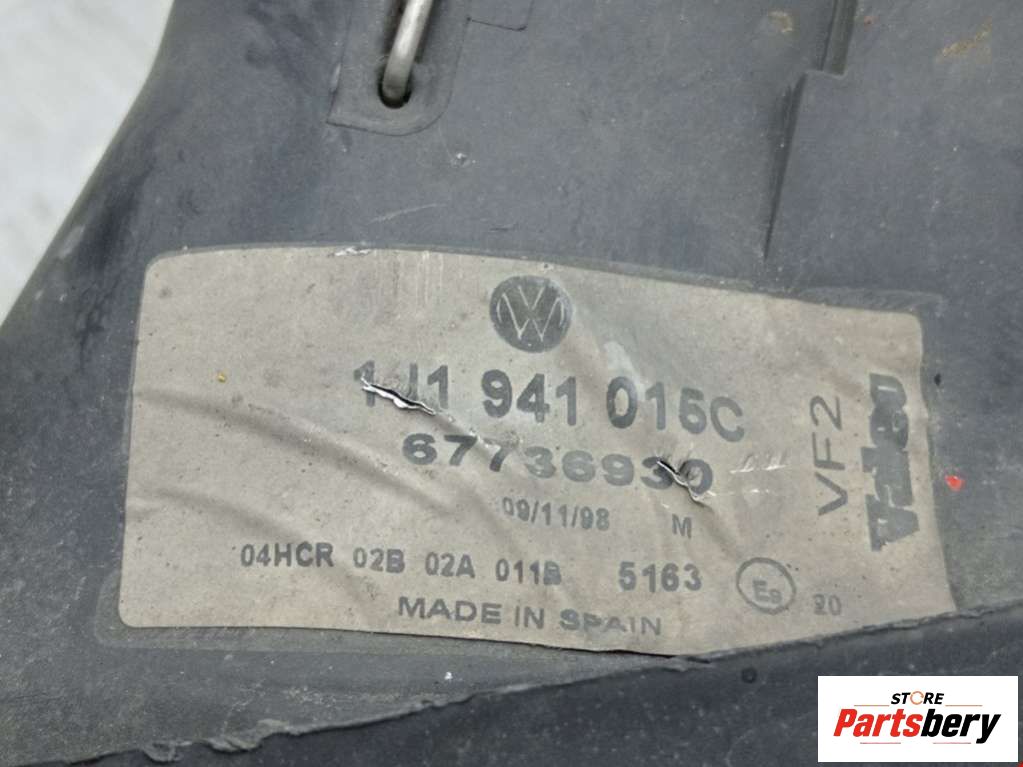 VW
1J1 941 015C
67736930
09/11/98 M
04HCR 02B 02A 011B 5163 E9 20
MADE IN SPAIN
VF2
Valeo
STORE
Partsbery